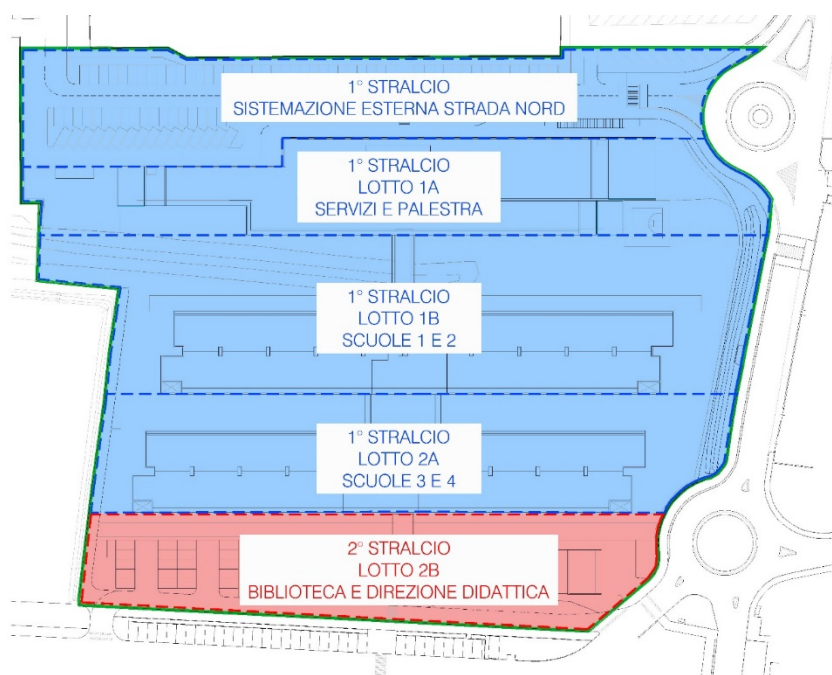 1° STRALCIO
SISTEMAZIONE ESTERNA STRADA NORD
1° STRALCIO
LOTTO 1A
SERVIZI E PALESTRA
1° STRALCIO
LOTTO 1B
SCUOLE 1 E 2
1° STRALCIO
LOTTO 2A
SCUOLE 3 E 4
2° STRALCIO
LOTTO 2B
BIBLIOTECA E DIREZIONE DIDATTICA